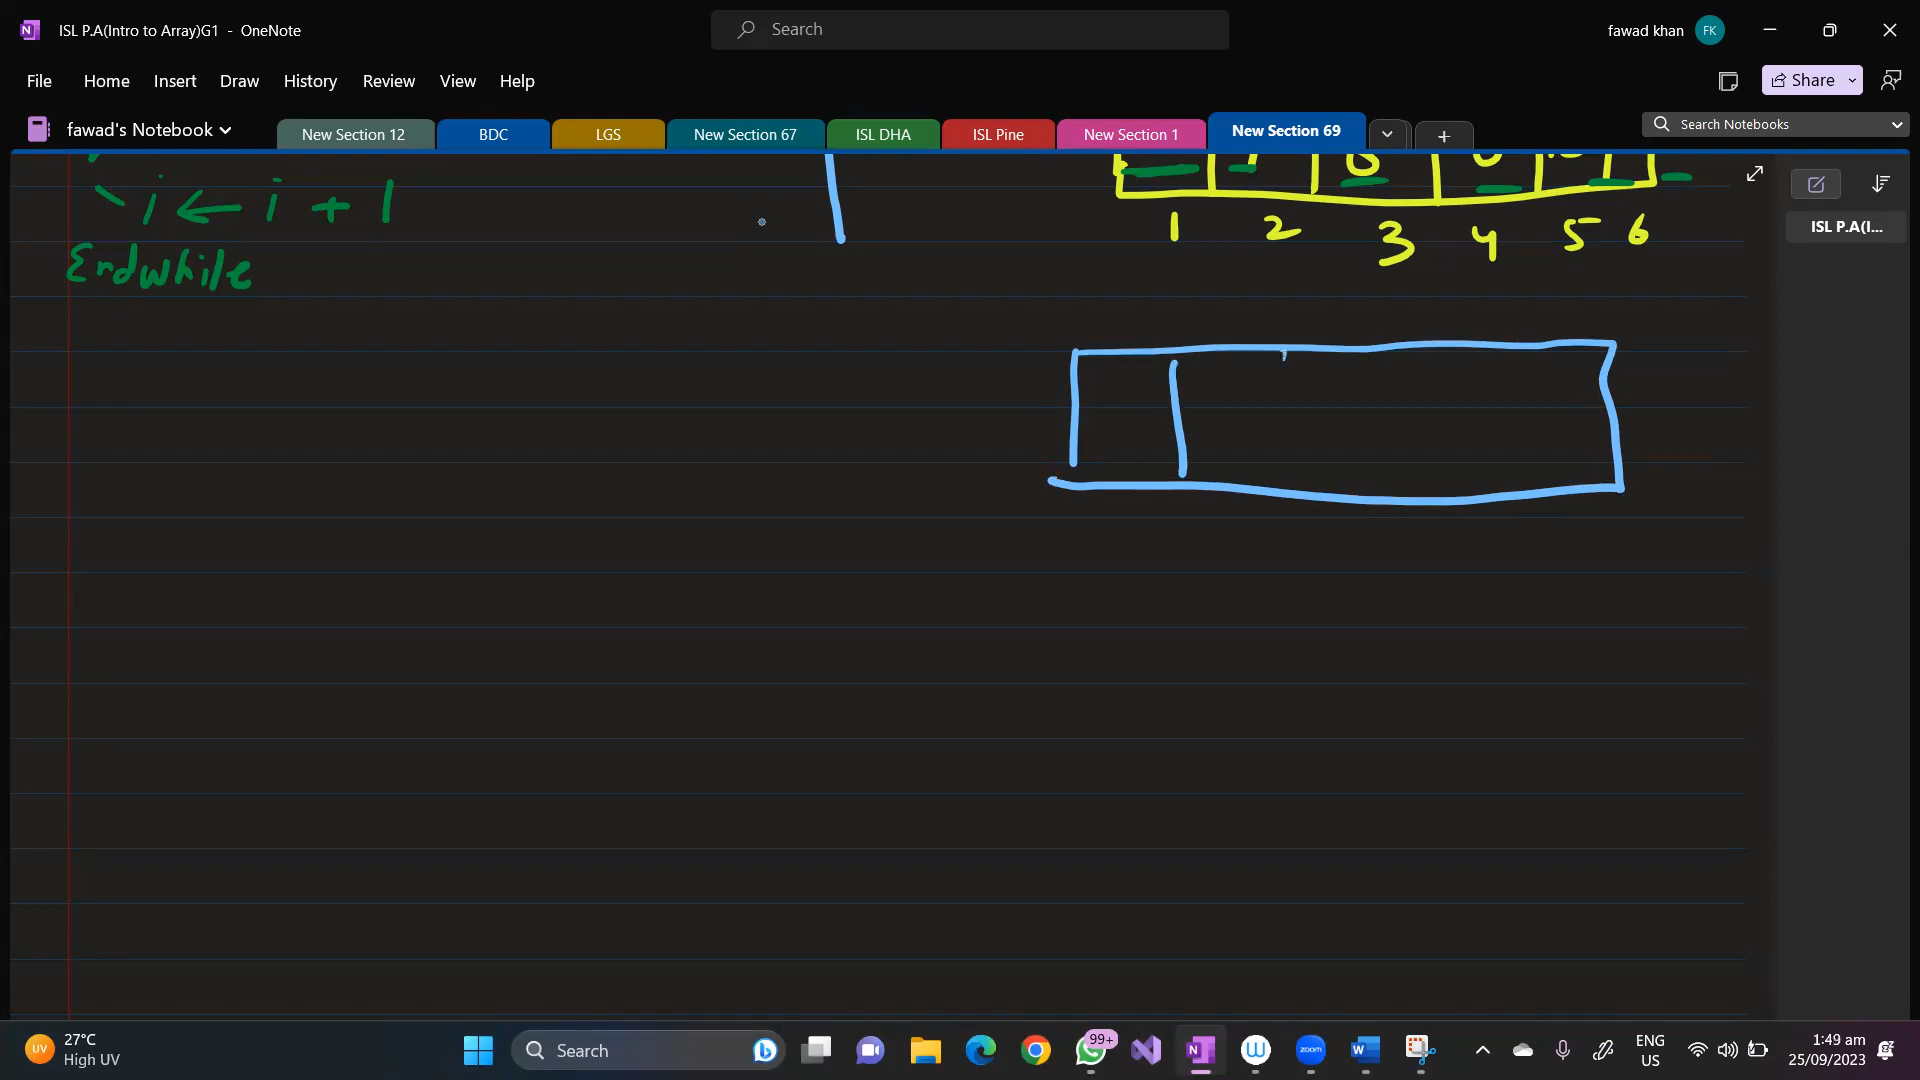 ISL P.A(Intro to Array)G1 - OneNote
Search
fawad khan
FK
File Home Insert Draw History Review View Help
Share
fawad's Notebook
New Section 12
BDC
LGS
New Section 67
ISL DHA
ISL Pine
New Section 1
New Section 69
+
Search Notebooks
ISL P.A(I...
i ← i + 1
Endwhile
1 2 3 4 5 6
27°C
High UV
UV
Search
99+
zoom
ENG
US
1:49 am
25/09/2023